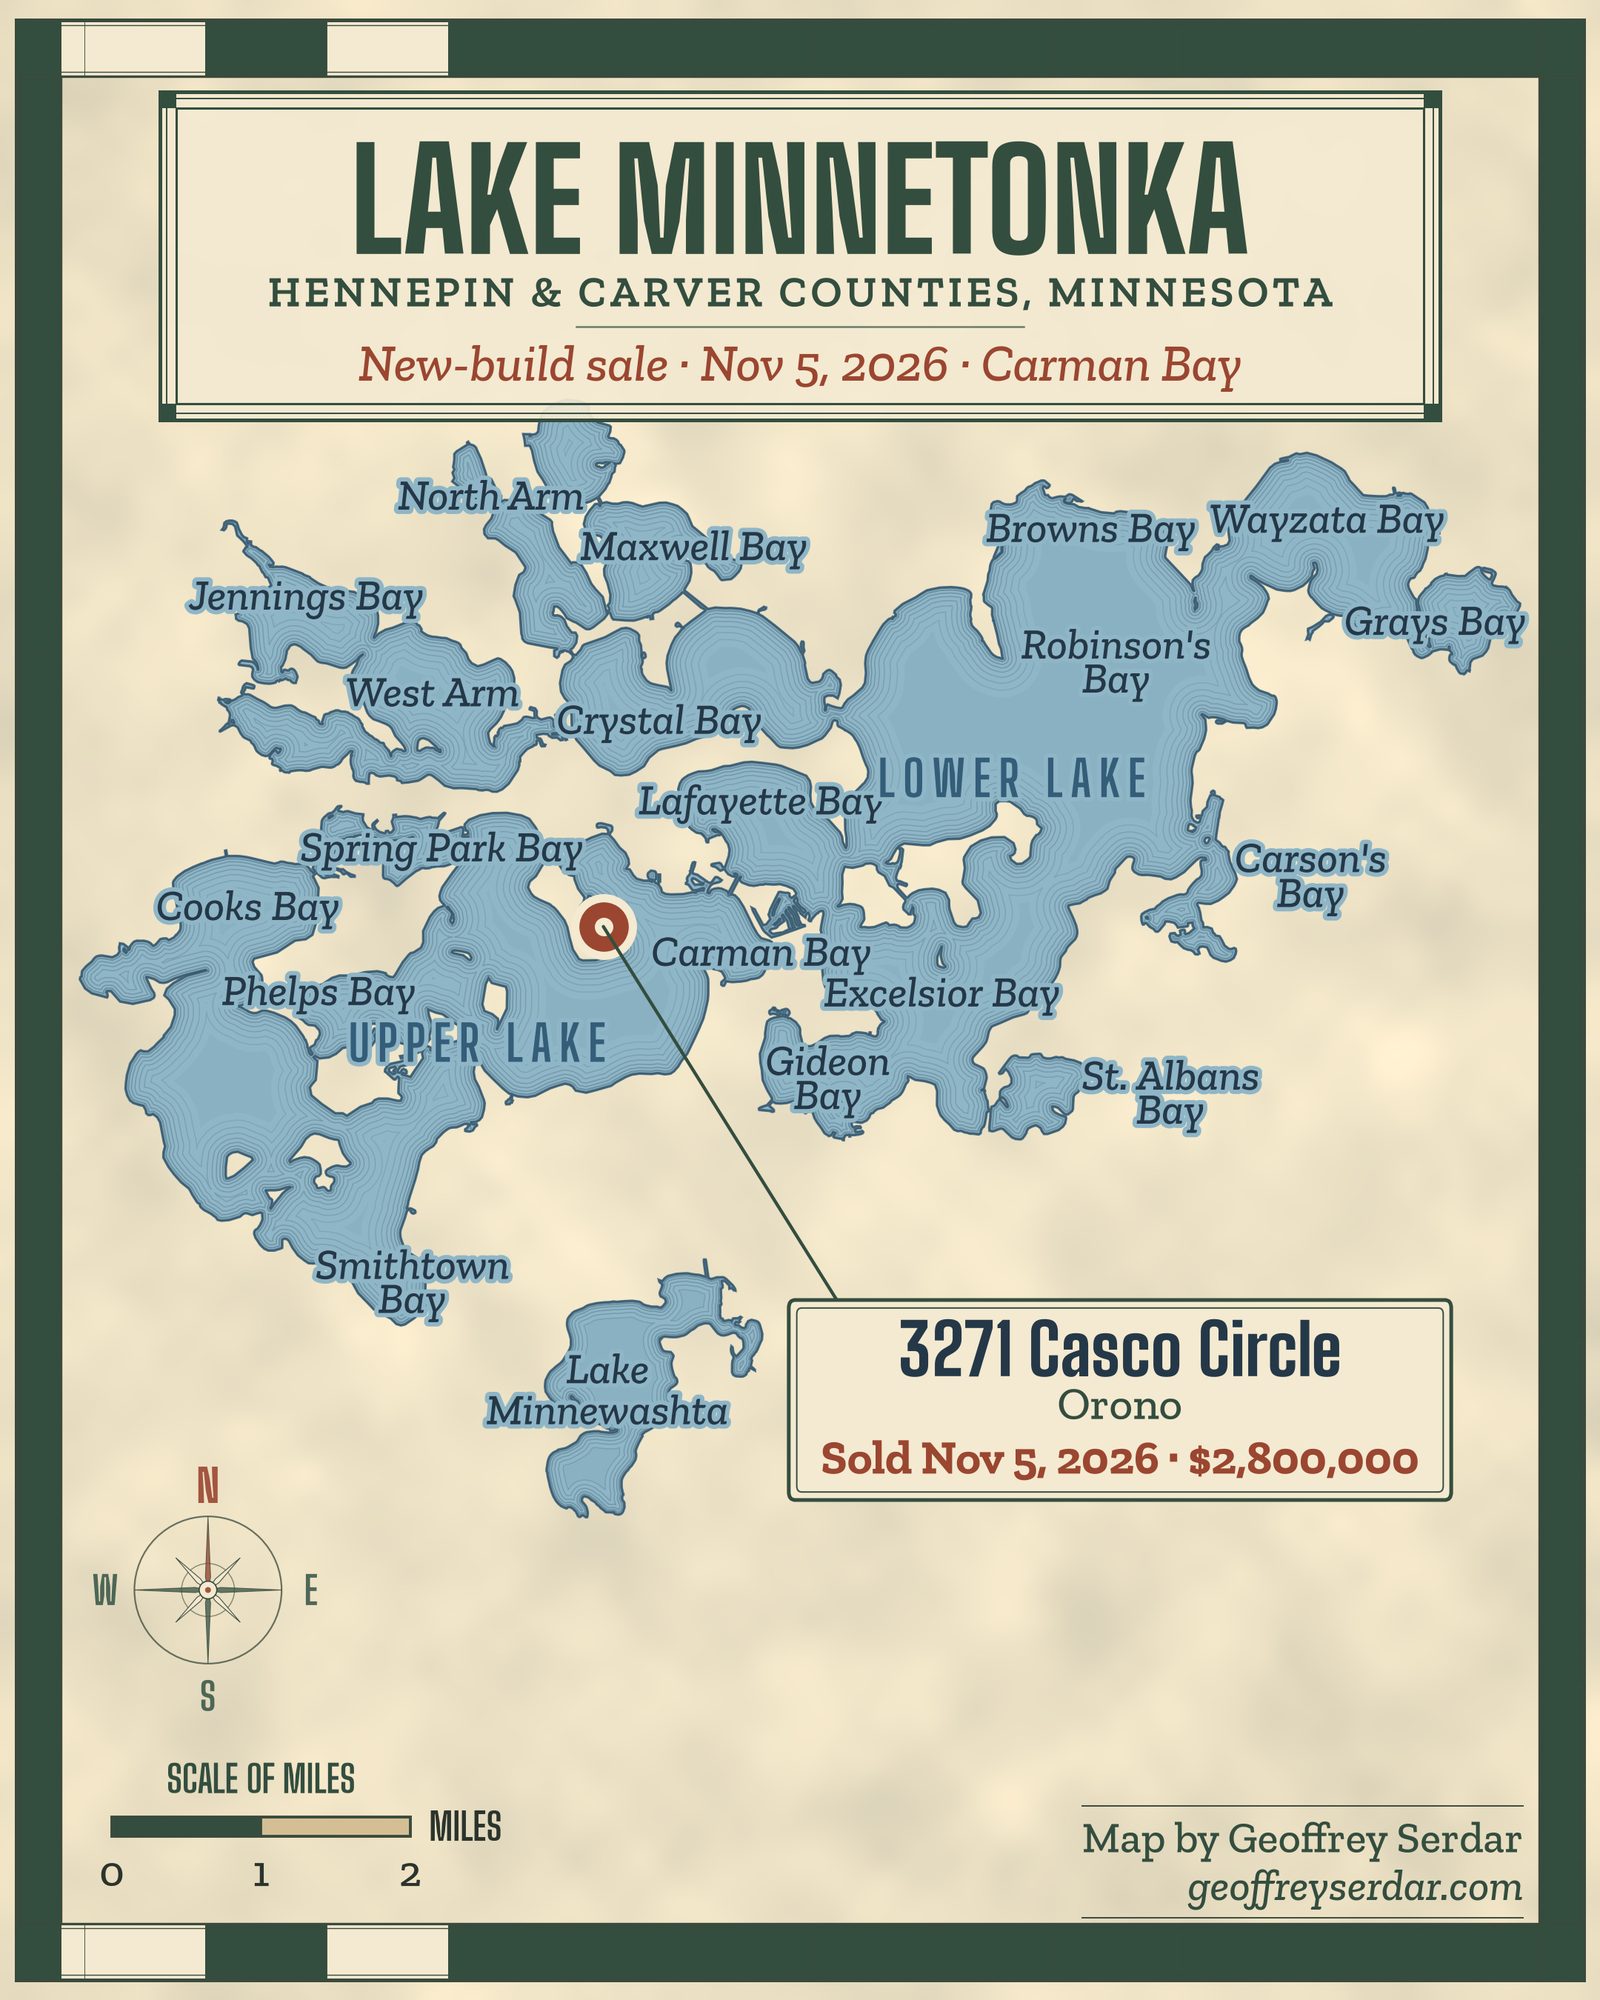 LAKE MINNETONKA
HENNEPIN & CARVER COUNTIES, MINNESOTA
New-build sale · Nov 5, 2026 · Carman Bay
North Arm
Maxwell Bay
Browns Bay
Wayzata Bay
Jennings Bay
Grays Bay
Robinson's
Bay
West Arm
Crystal Bay
LOWER LAKE
Lafayette Bay
Spring Park Bay
Carson's
Bay
Cooks Bay
Carman Bay
Phelps Bay
Excelsior Bay
UPPER LAKE
Gideon
Bay
St. Albans
Bay
Smithtown
Bay
Lake
Minnewashta
3271 Casco Circle
Orono
Sold Nov 5, 2026 · $2,800,000
N
W
E
S
SCALE OF MILES
MILES
0 1 2
Map by Geoffrey Serdar
geoffreyserdar.com